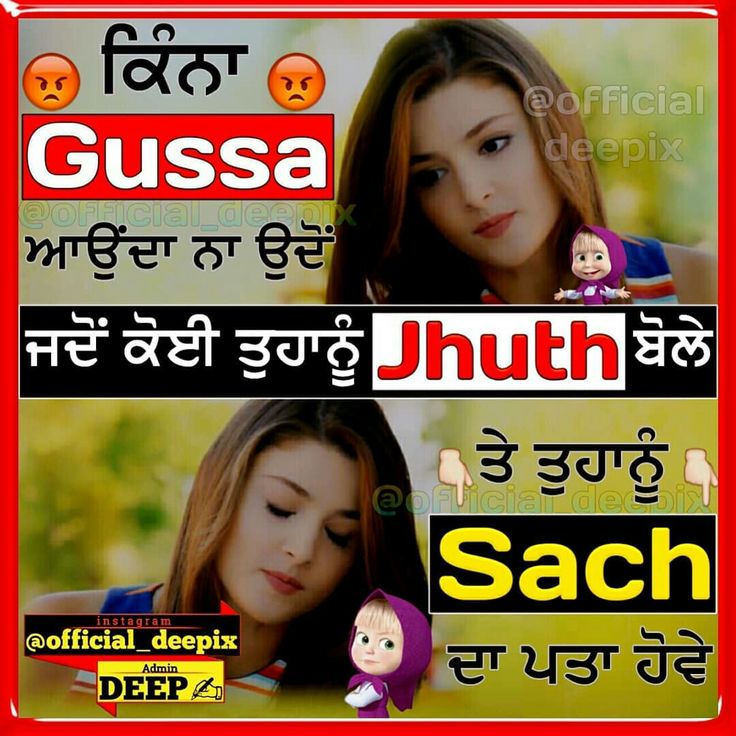 ਕਿੰਨਾ
@official
deepix
Gussa
@official_deepix
ਆਉਂਦਾ ਨਾ ਉਦੋਂ
ਜਦੋਂ ਕੋਈ ਤੁਹਾਨੂੰ Jhuth ਬੋਲੇ
ਤੇ ਤੁਹਾਨੂੰ
@official_deepix
Sach
ਦਾ ਪਤਾ ਹੋਵੇ
instagram
@official_deepix
Admin
DEEP